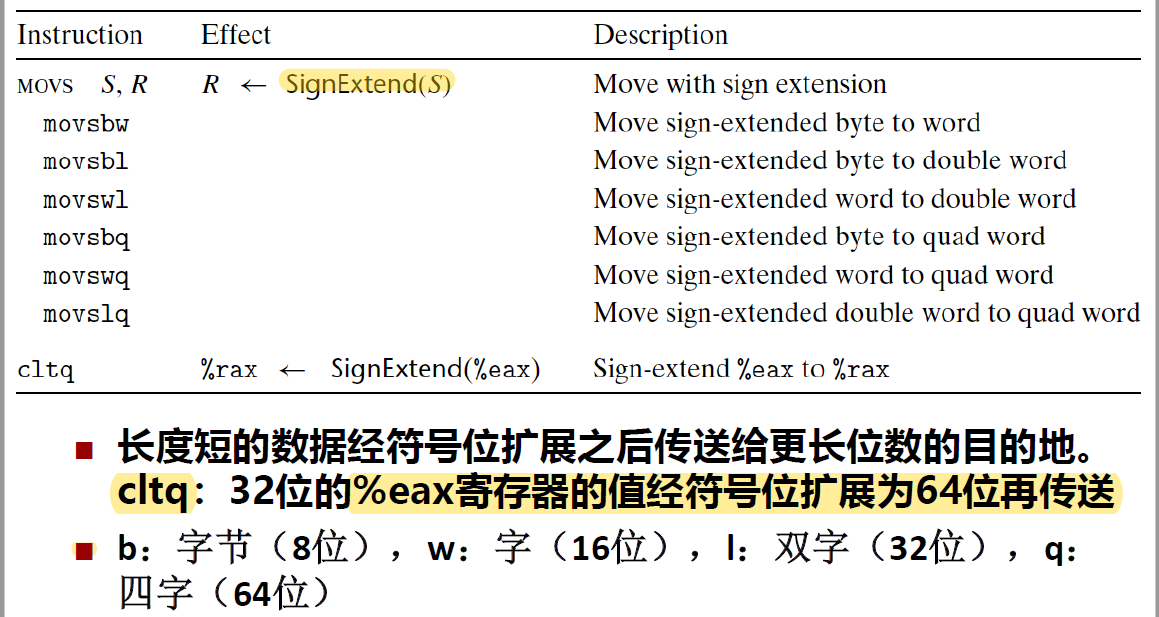 Instruction Effect Description
MOVS S, R R ← SignExtend(S) Move with sign extension
movsbw Move sign-extended byte to word
movsbl Move sign-extended byte to double word
movswl Move sign-extended word to double word
movsbq Move sign-extended byte to quad word
movswq Move sign-extended word to quad word
movslq Move sign-extended double word to quad word
cltq %rax ← SignExtend(%eax) Sign-extend %eax to %rax
■ 长度短的数据经符号位扩展之后传送给更长位数的目的地。
cltq：32位的%eax寄存器的值经符号位扩展为64位再传送
■ b：字节（8位），w：字（16位），l：双字（32位），q：
四字（64位）